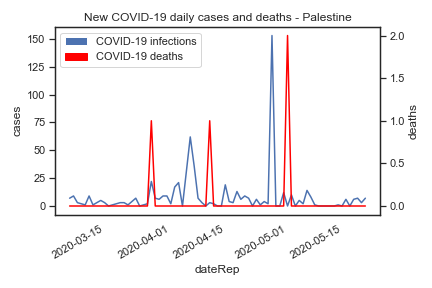 New COVID-19 daily cases and deaths - Palestine
COVID-19 infections
COVID-19 deaths
150
125
100
75
50
25
0
cases
2.0
1.5
1.0
0.5
0.0
deaths
2020-03-15
2020-04-01
2020-04-15
2020-05-01
2020-05-15
dateRep